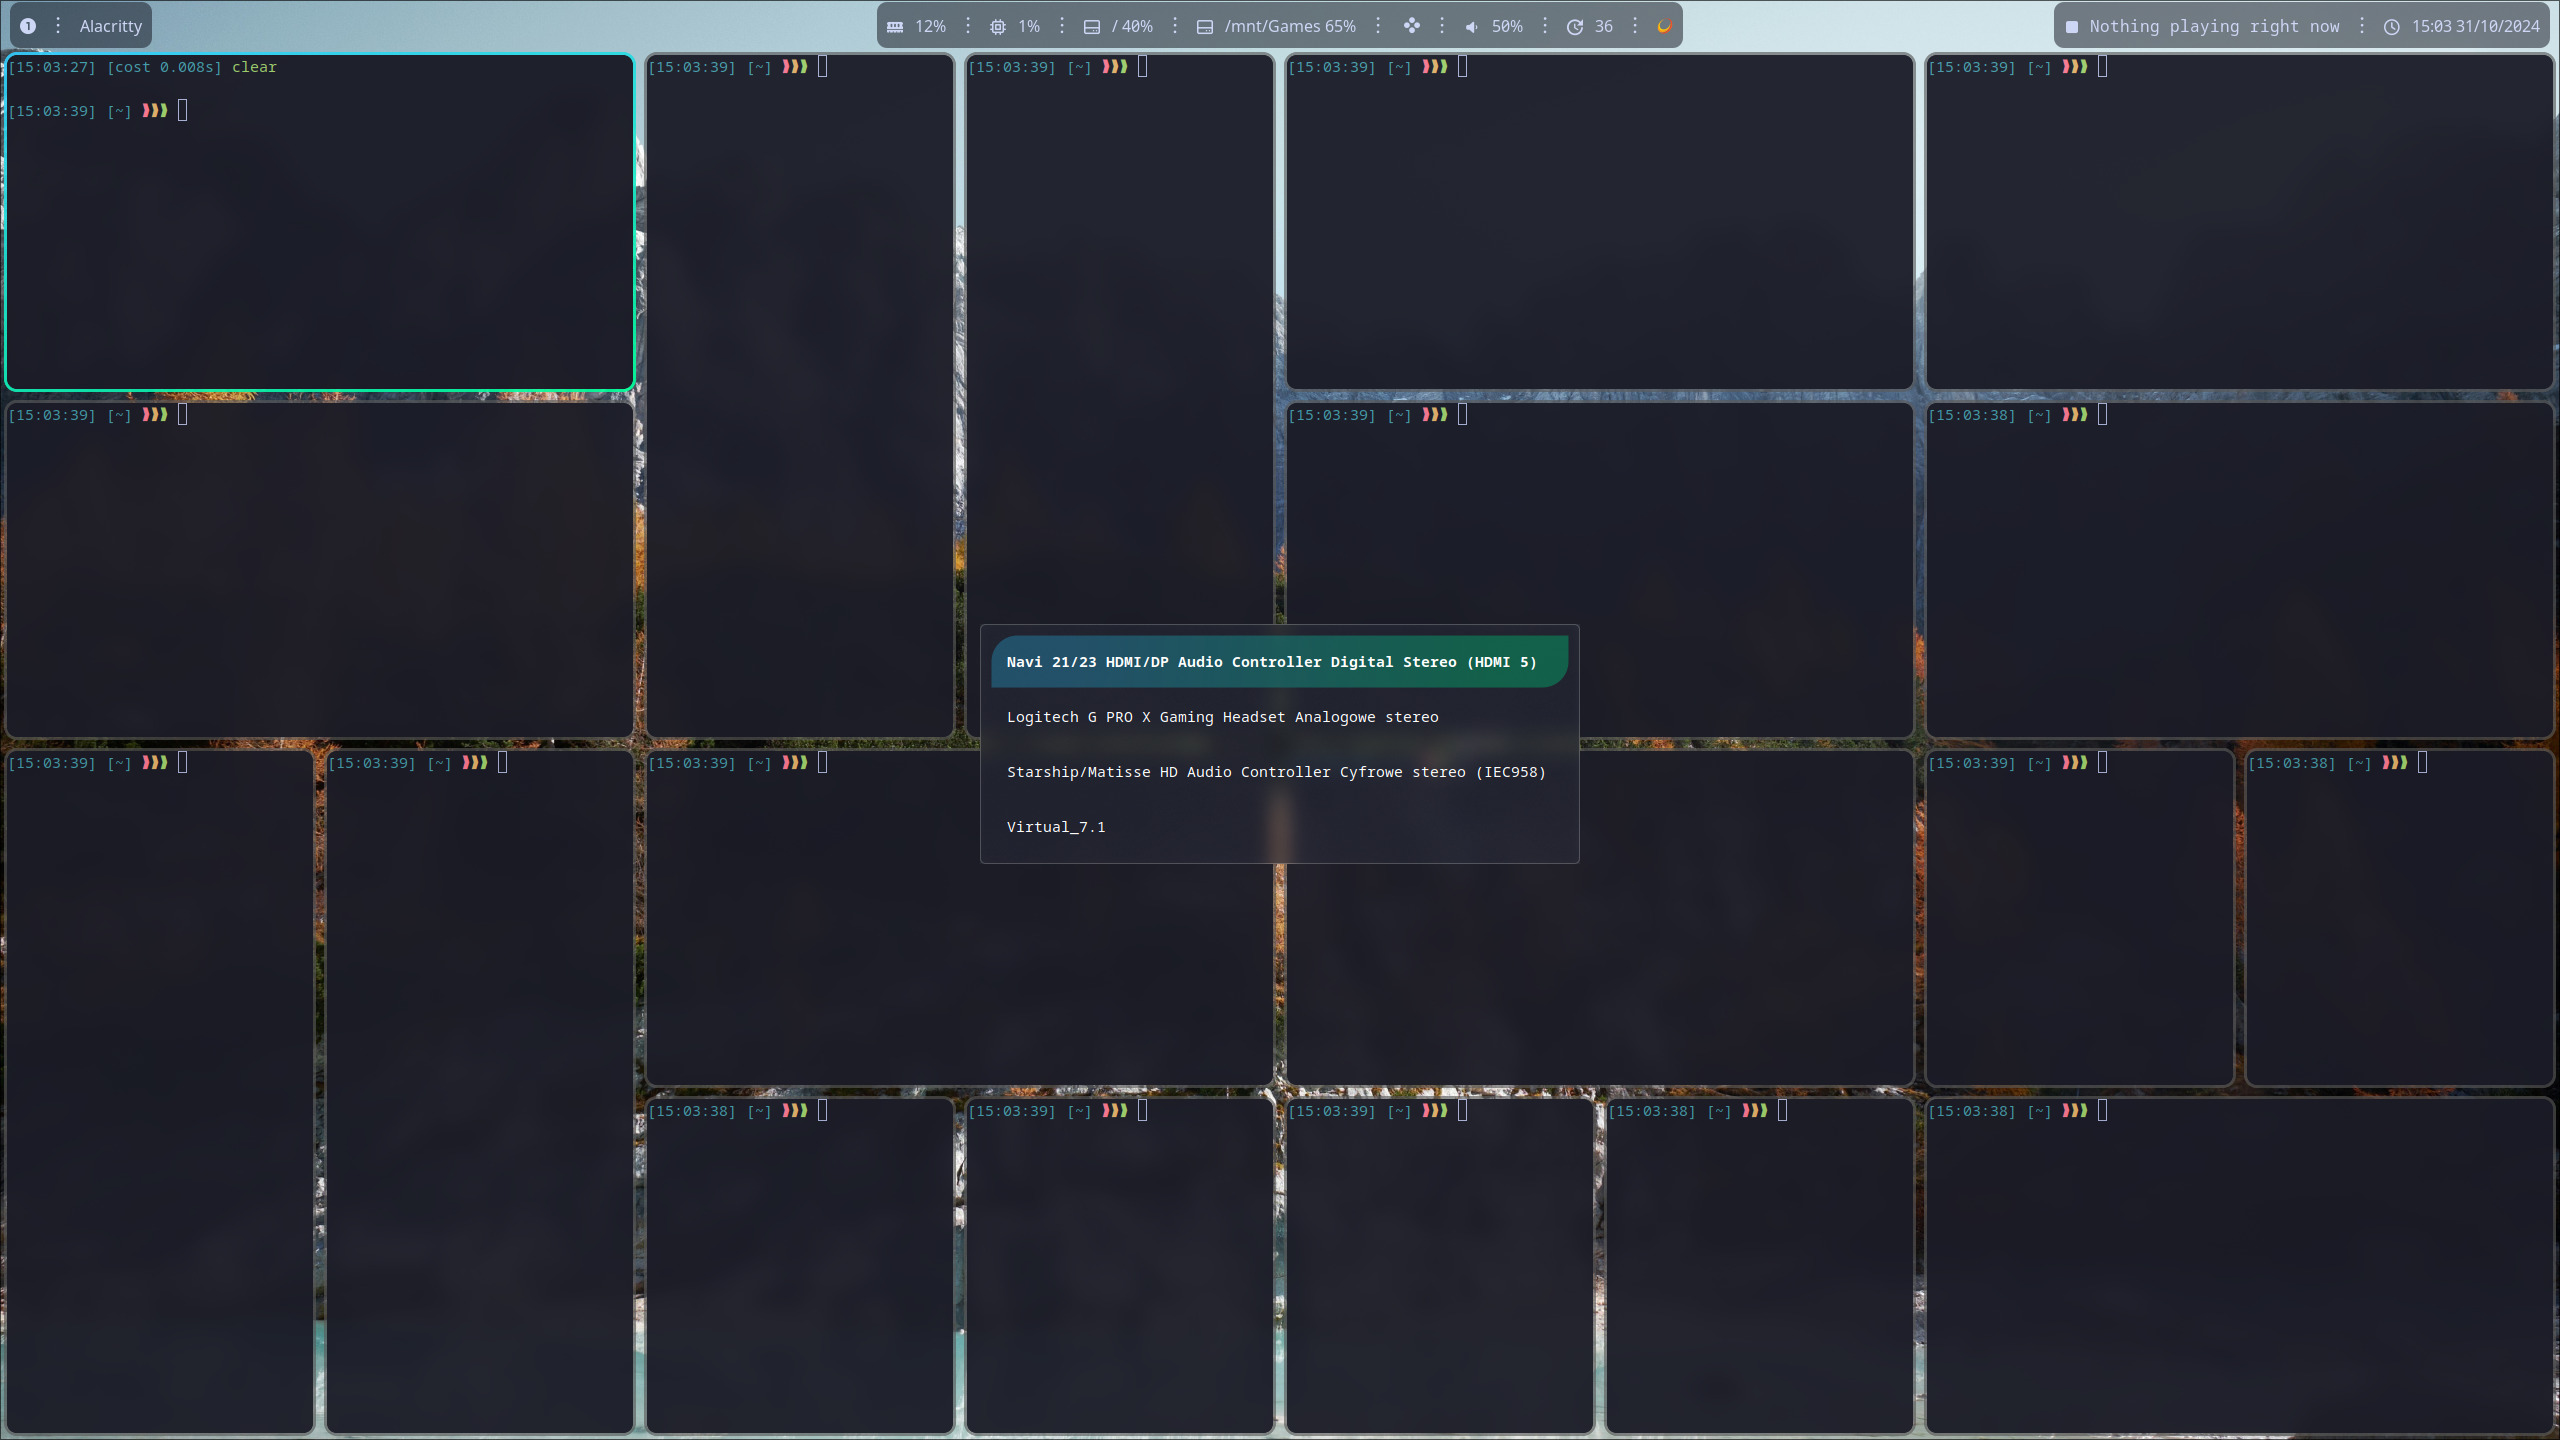 1 ⋮ Alacritty
12% ⋮ 1% ⋮ / 40% ⋮ /mnt/Games 65% ⋮ ⋮ 50% ⋮ 36 ⋮
Nothing playing right now ⋮ 15:03 31/10/2024
[15:03:27] [cost 0.008s] clear
[15:03:39] [~]
[15:03:39] [~]
[15:03:39] [~]
[15:03:39] [~]
[15:03:39] [~]
[15:03:39] [~]
[15:03:39] [~]
[15:03:38] [~]
Navi 21/23 HDMI/DP Audio Controller Digital Stereo (HDMI 5)
Logitech G PRO X Gaming Headset Analogowe stereo
Starship/Matisse HD Audio Controller Cyfrowe stereo (IEC958)
Virtual_7.1
[15:03:39] [~]
[15:03:39] [~]
[15:03:39] [~]
[15:03:39] [~]
[15:03:38] [~]
[15:03:38] [~]
[15:03:39] [~]
[15:03:39] [~]
[15:03:38] [~]
[15:03:38] [~]